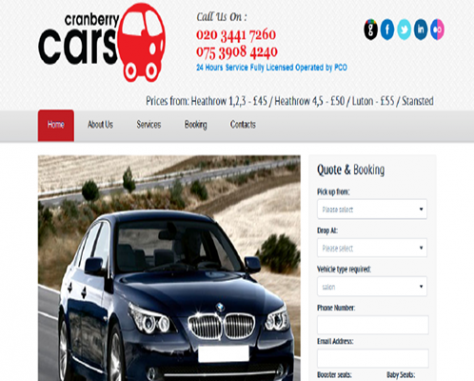 cranberry
cars
Call Us On :
020 3441 7260
075 3908 4240
24 Hours Service Fully Licensed Operated by PCO
Prices from: Heathrow 1,2,3 - £45 / Heathrow 4,5 - £50 / Luton - £55 / Stansted
Home About Us Services Booking Contacts
Quote & Booking
Pick up from:
Please select
Drop At:
Please select
Vehicle type required:
saloon
Phone Number:
Email Address:
Booster seats: Baby Seats: